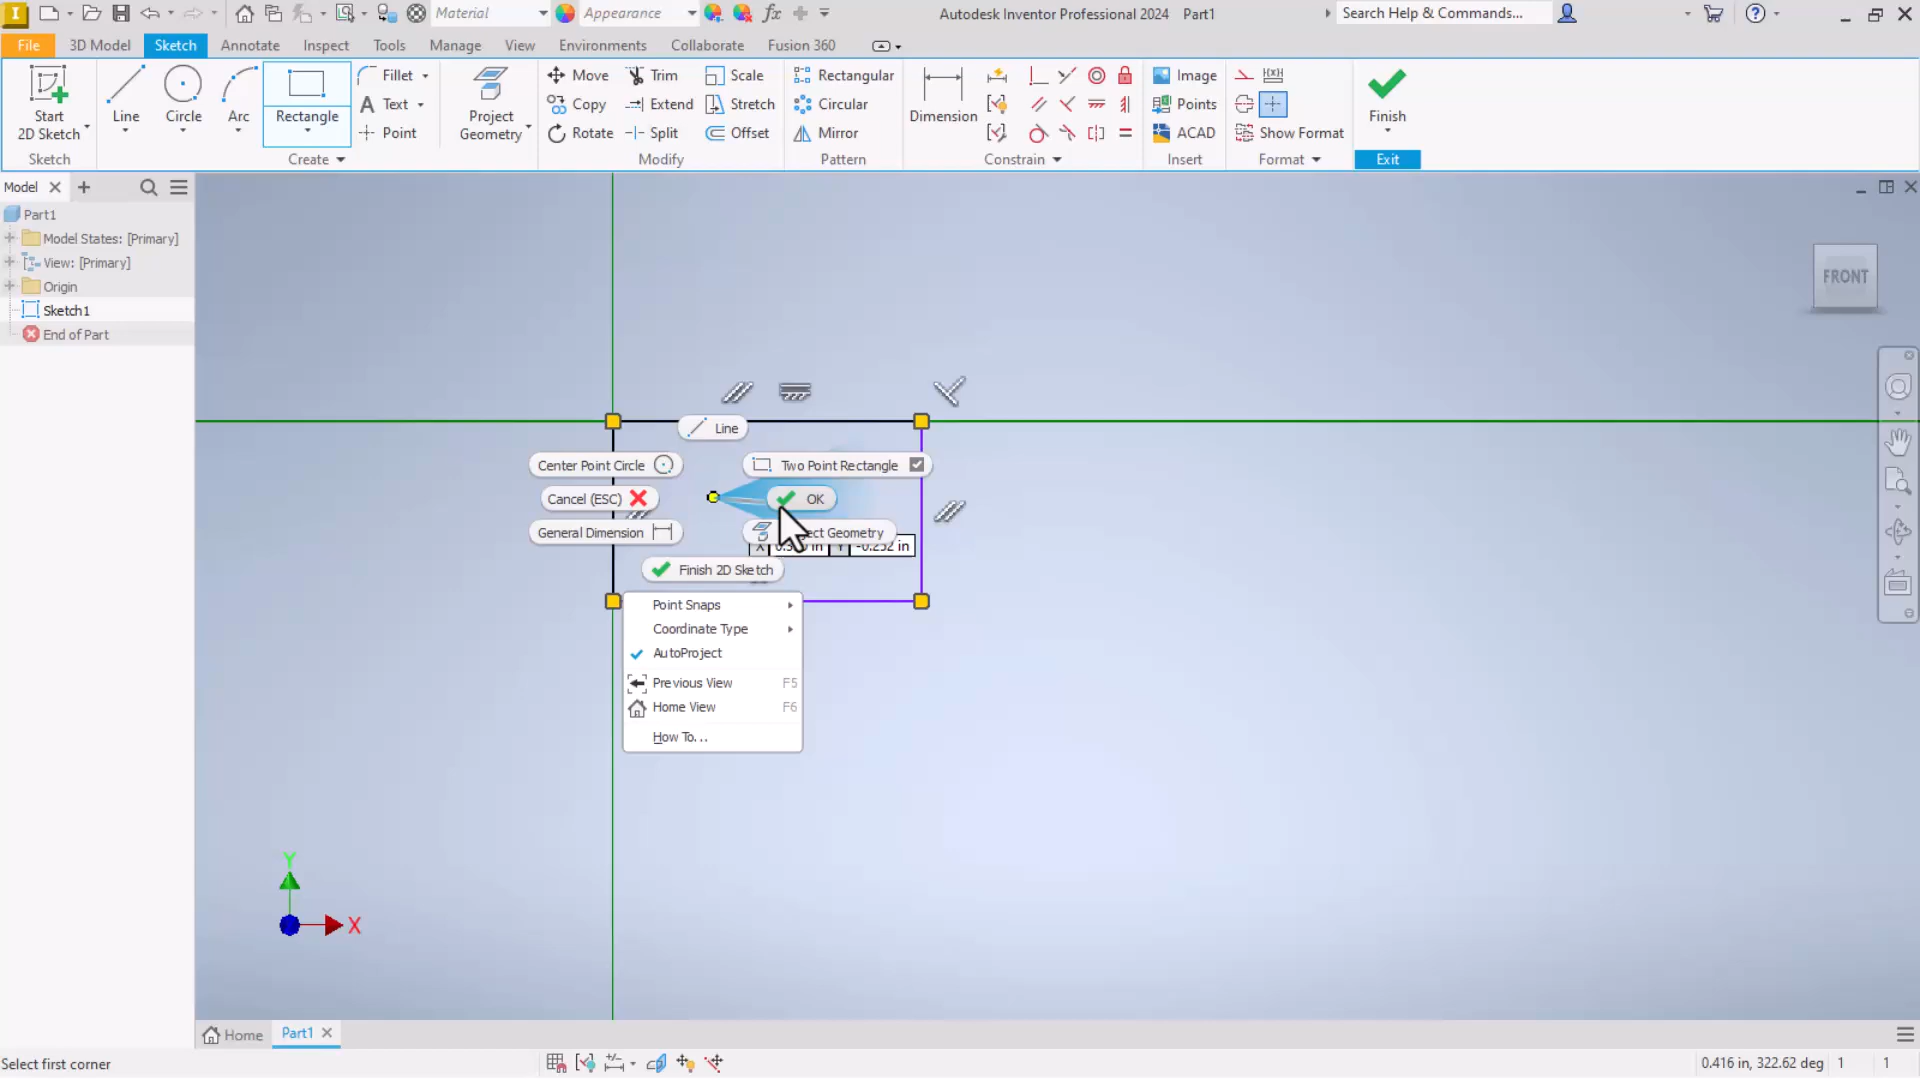 Material
Appearance
Autodesk Inventor Professional 2024 Part1
Search Help & Commands...
File 3D Model Sketch Annotate Inspect Tools Manage View Environments Collaborate Fusion 360
Start
2D Sketch
Line
Circle
Arc
Rectangle
Fillet
Text
Point
Project
Geometry
Move
Copy
Rotate
Trim
Extend
Split
Scale
Stretch
Offset
Rectangular
Circular
Mirror
Dimension
Image
Points
ACAD
Show Format
Finish
Sketch
Create
Modify
Pattern
Constrain
Insert
Format
Exit
Model
Part1
Model States: [Primary]
View: [Primary]
Origin
Sketch1
End of Part
FRONT
Line
Center Point Circle
Two Point Rectangle
Cancel (ESC)
OK
General Dimension
Geometry
X
in
Y -0.252 in
Finish 2D Sketch
Point Snaps
Coordinate Type
AutoProject
Previous View F5
Home View F6
How To...
Y
X
Home
Part1
Select first corner
0.416 in, 322.62 deg 1 1